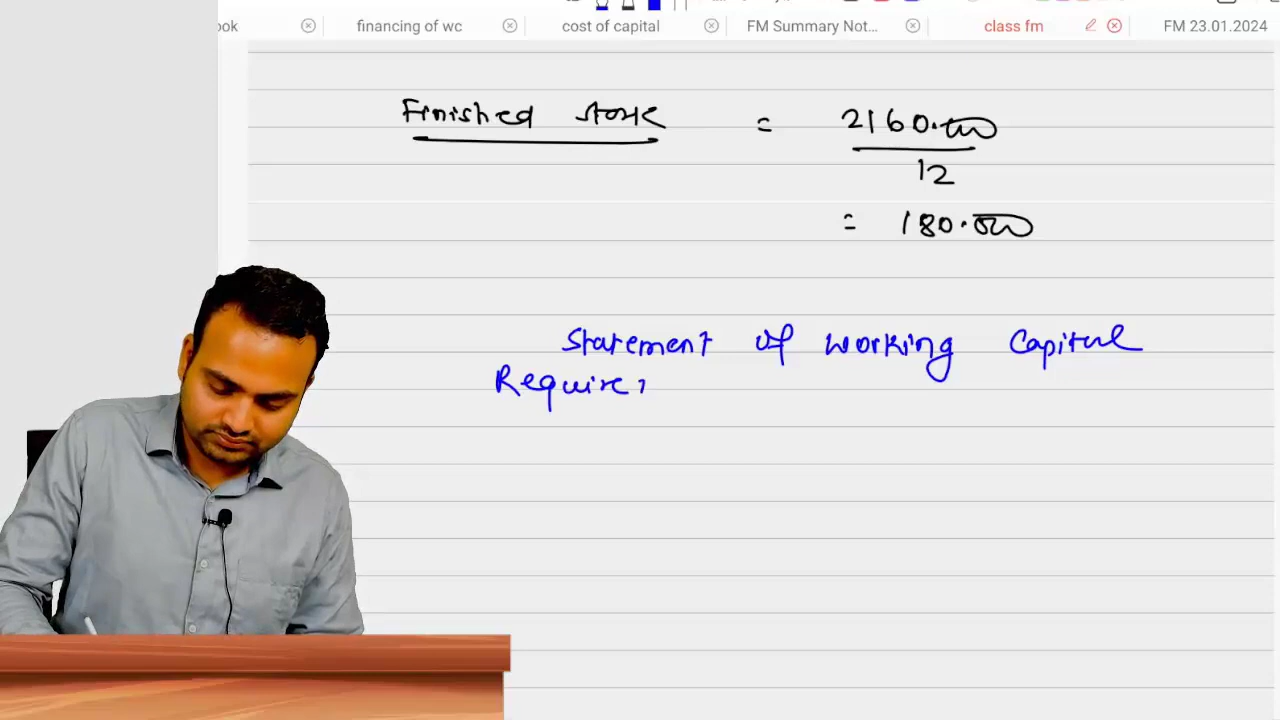 ook financing of wc cost of capital FM Summary Not... class fm FM 23.01.2024
Finished stock = 2160.000
12
= 180.000
Statement of working Capital
Require